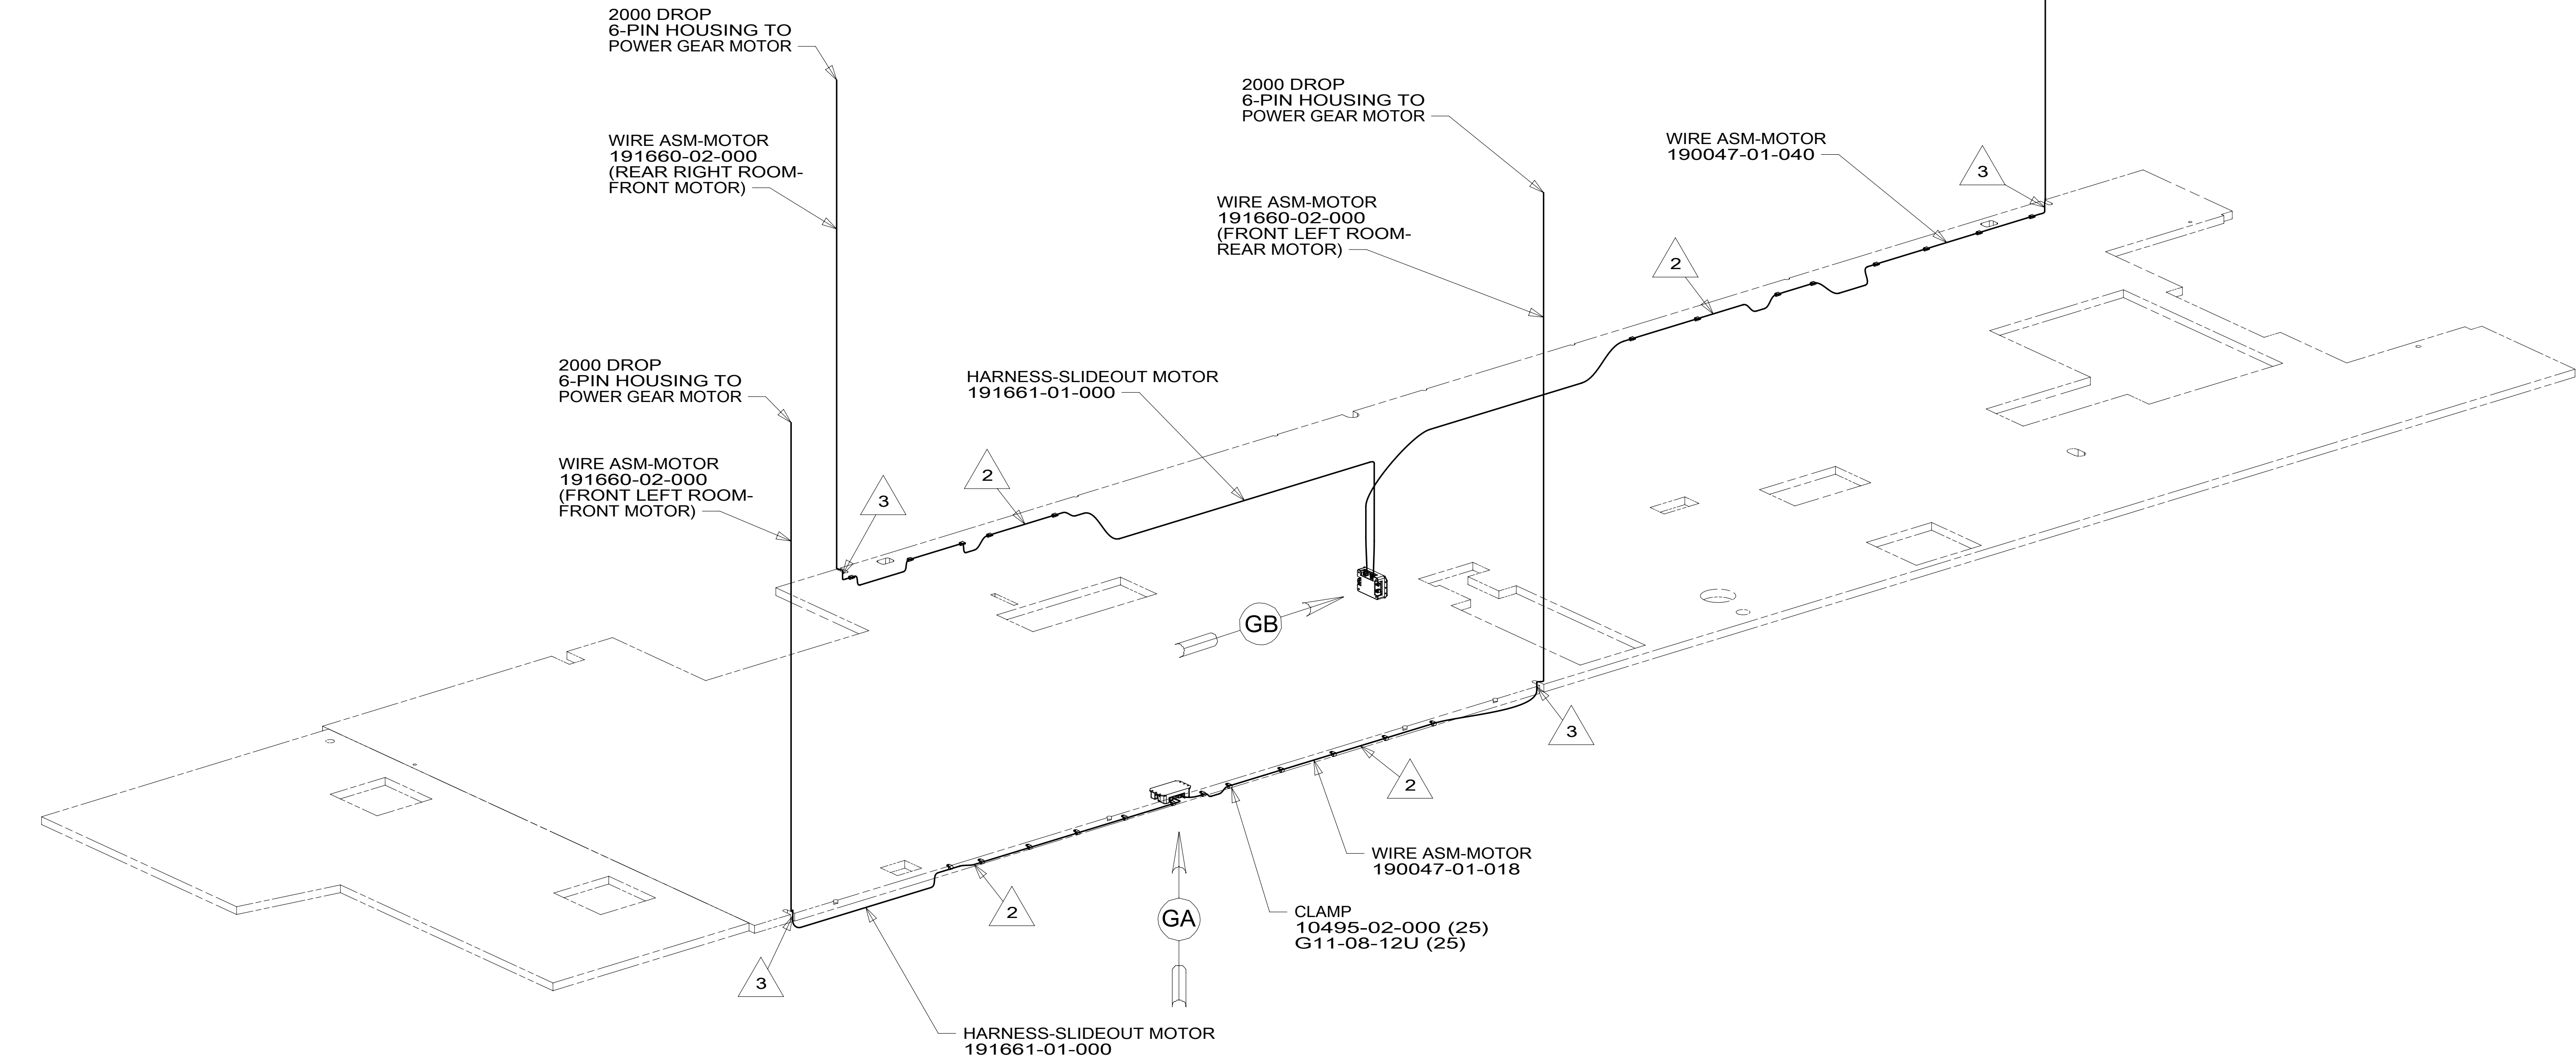 2000 DROP
6-PIN HOUSING TO
POWER GEAR MOTOR
2000 DROP
6-PIN HOUSING TO
POWER GEAR MOTOR
WIRE ASM-MOTOR
191660-02-000
(REAR RIGHT ROOM-
FRONT MOTOR)
WIRE ASM-MOTOR
190047-01-040
3
WIRE ASM-MOTOR
191660-02-000
(FRONT LEFT ROOM-
REAR MOTOR)
2
2000 DROP
6-PIN HOUSING TO
POWER GEAR MOTOR
HARNESS-SLIDEOUT MOTOR
191661-01-000
WIRE ASM-MOTOR
191660-02-000
(FRONT LEFT ROOM-
FRONT MOTOR)
2
3
GB
3
2
WIRE ASM-MOTOR
190047-01-018
2
GA
CLAMP
10495-02-000 (25)
G11-08-12U (25)
3
HARNESS-SLIDEOUT MOTOR
191661-01-000